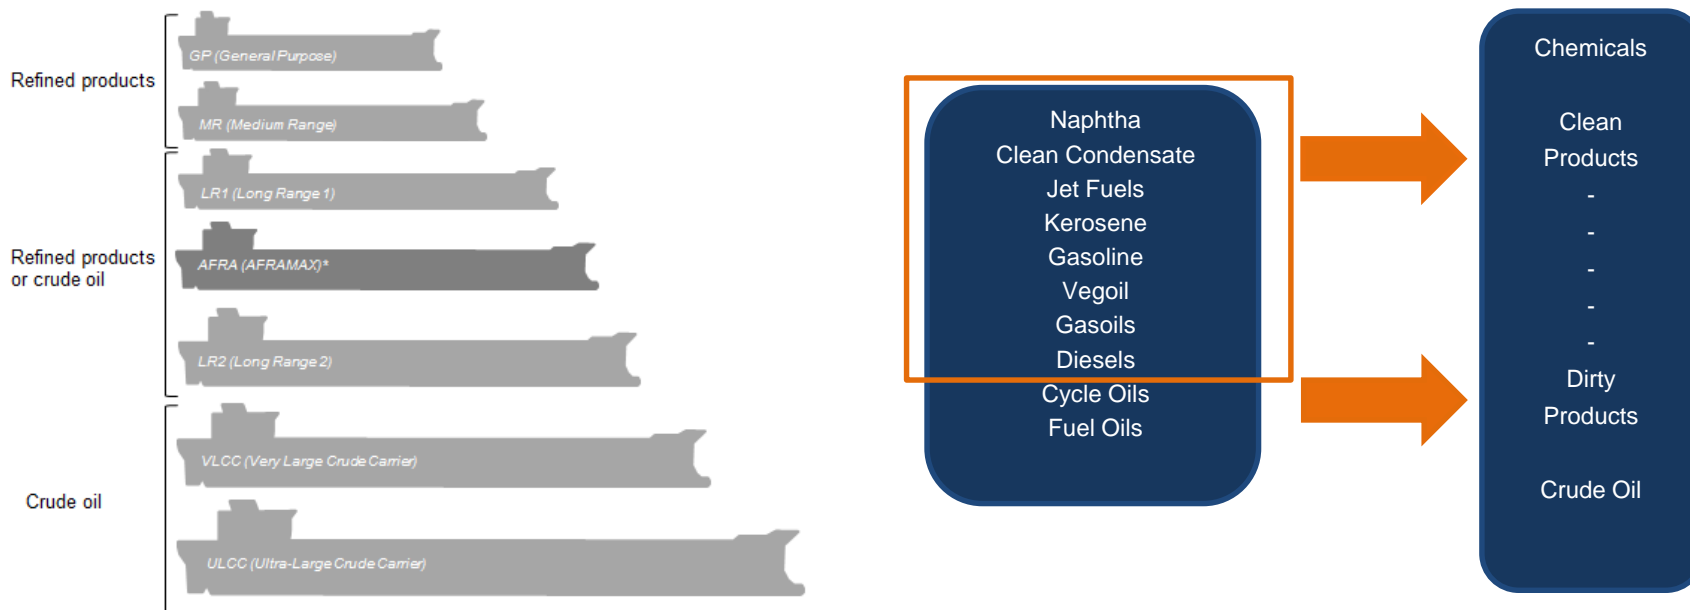 Refined products
GP (General Purpose)
MR (Medium Range)
Refined products
or crude oil
LR1 (Long Range 1)
AFRA (AFRAMAX)*
LR2 (Long Range 2)
Crude oil
VLCC (Very Large Crude Carrier)
ULCC (Ultra-Large Crude Carrier)
Naphtha
Clean Condensate
Jet Fuels
Kerosene
Gasoline
Vegoil
Gasoils
Diesels
Cycle Oils
Fuel Oils
Chemicals
Clean
Products
-
-
-
-
-
Dirty
Products
Crude Oil